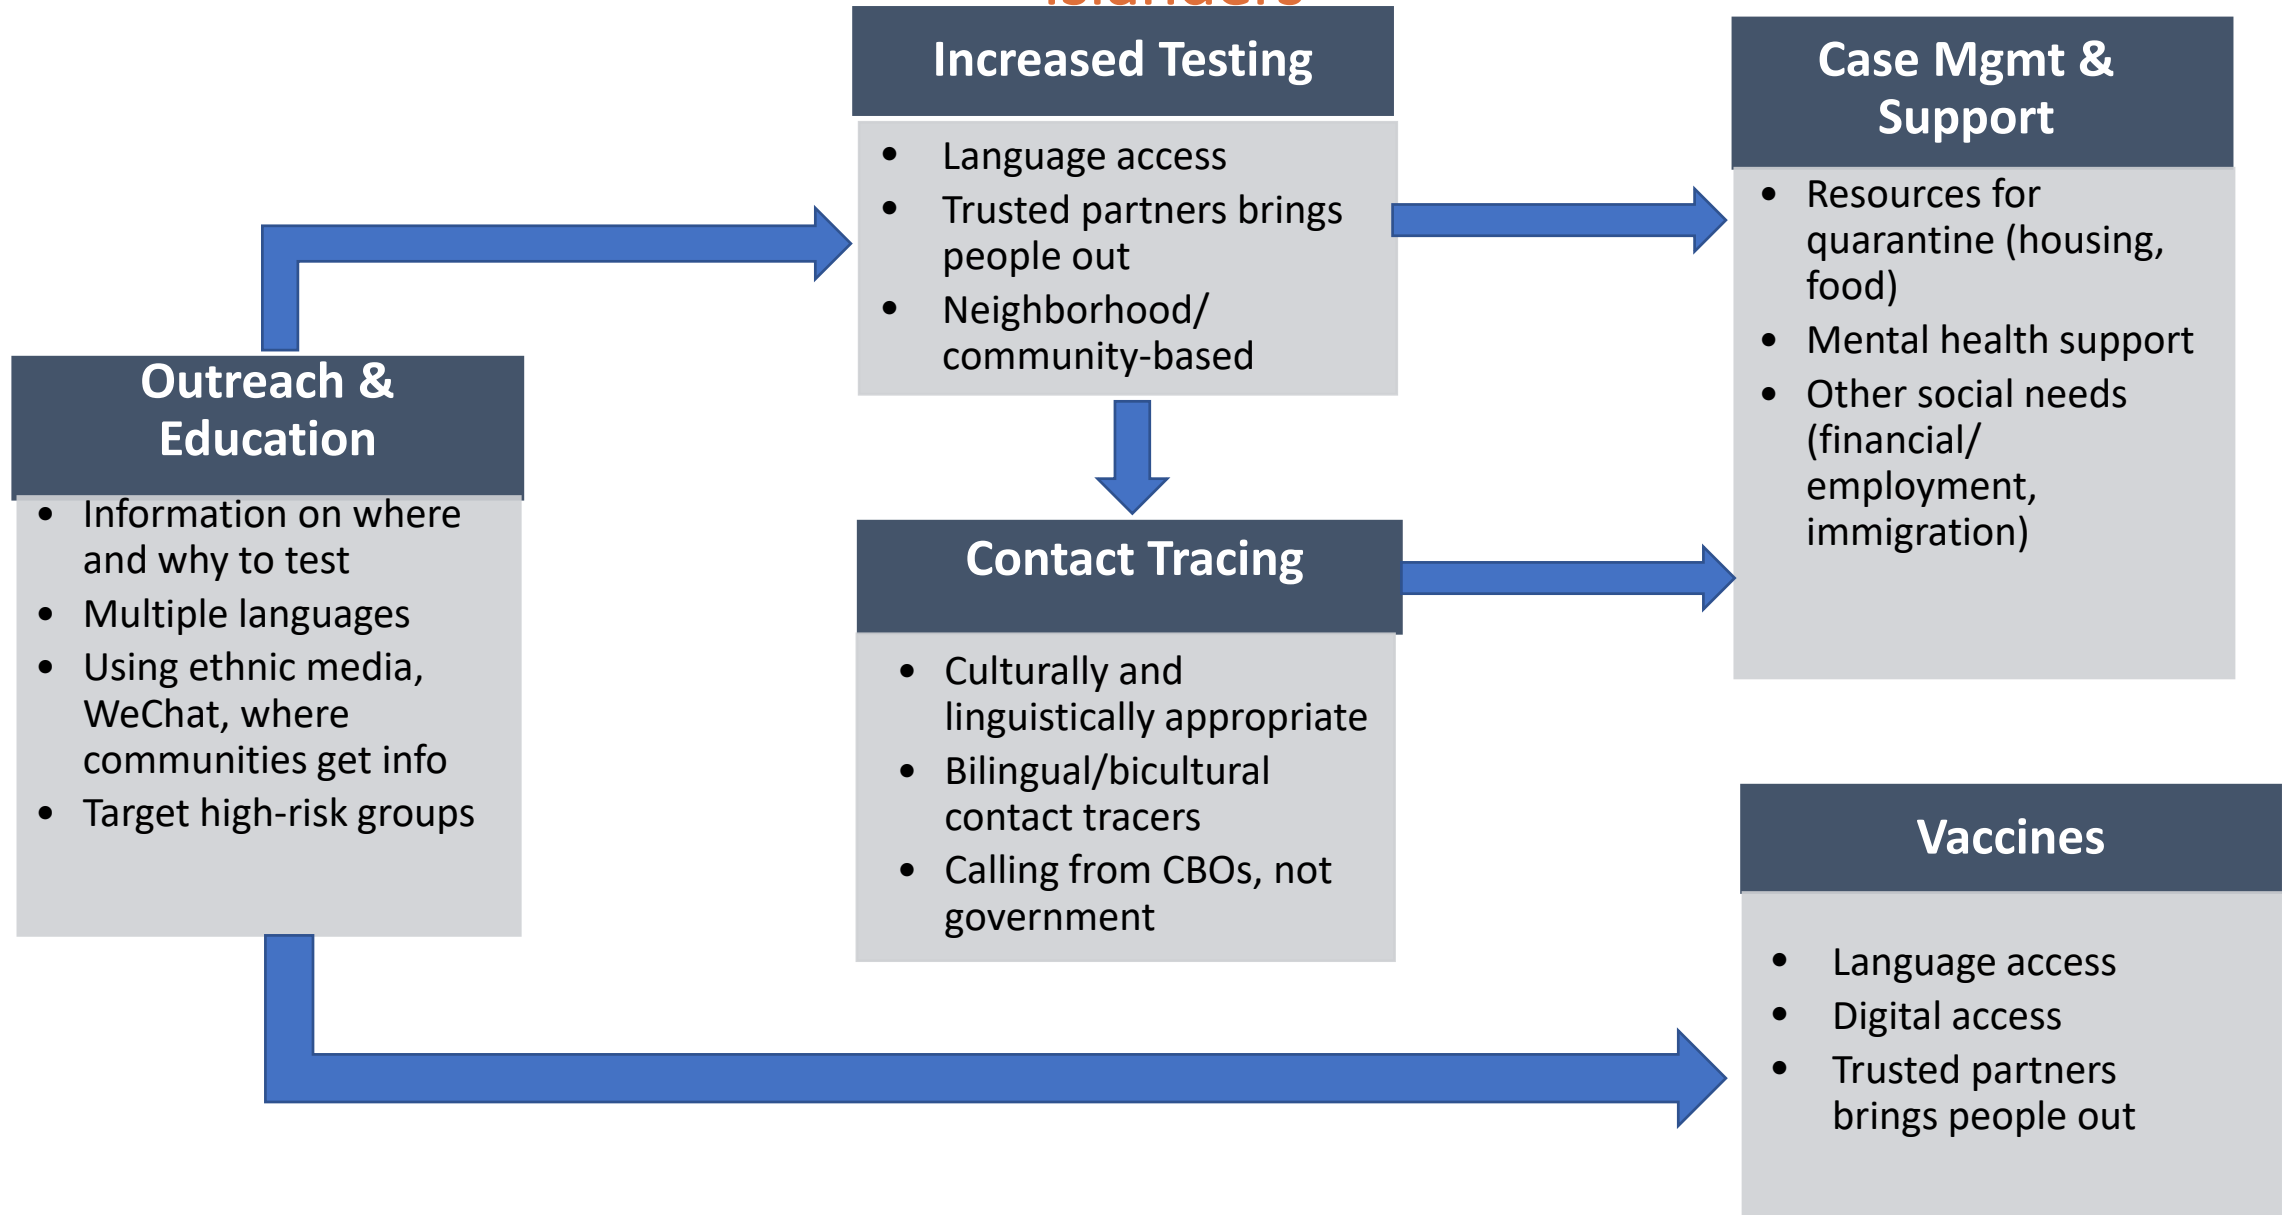 Islanders
Increased Testing
• Language access
• Trusted partners brings
people out
• Neighborhood/
community-based
Case Mgmt &
Support
• Resources for
quarantine (housing,
food)
• Mental health support
• Other social needs
(financial/
employment,
immigration)
Outreach &
Education
• Information on where
and why to test
• Multiple languages
• Using ethnic media,
WeChat, where
communities get info
• Target high-risk groups
Contact Tracing
• Culturally and
linguistically appropriate
• Bilingual/bicultural
contact tracers
• Calling from CBOs, not
government
Vaccines
• Language access
• Digital access
• Trusted partners
brings people out